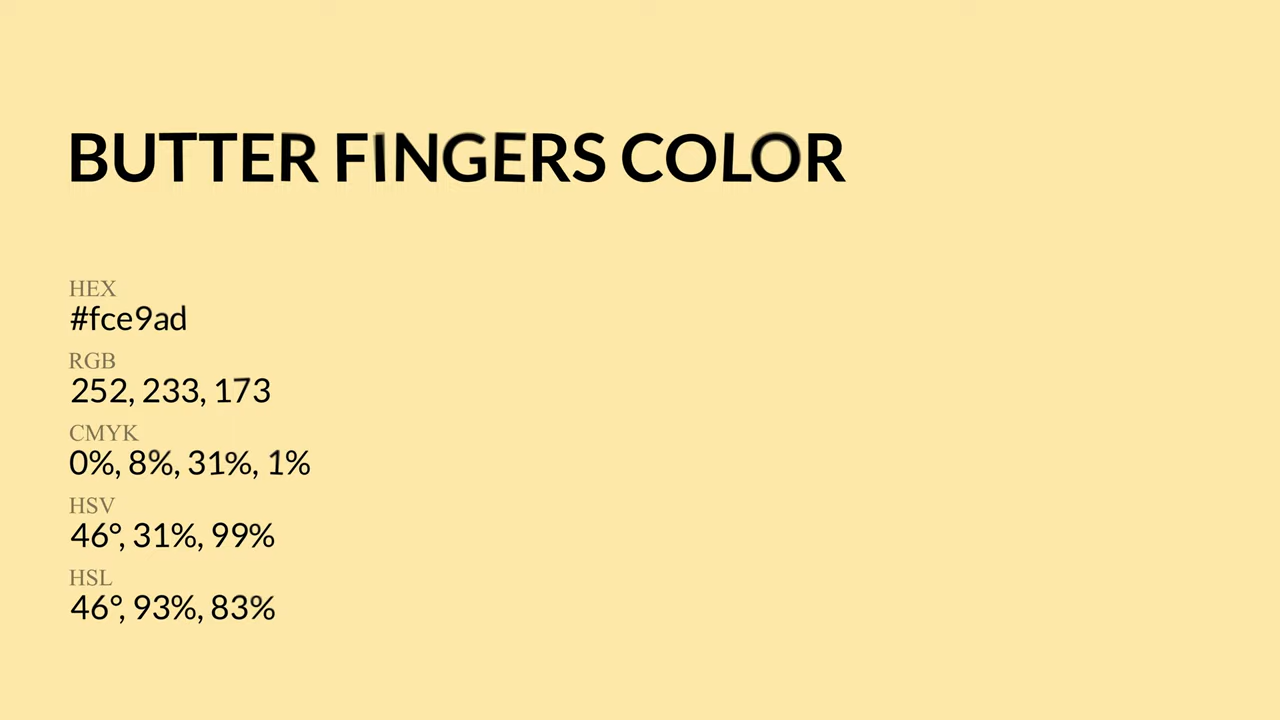 BUTTER FINGERS COLOR
HEX
#fce9ad
RGB
252, 233, 173
CMYK
0%, 8%, 31%, 1%
HSV
46°, 31%, 99%
HSL
46°, 93%, 83%